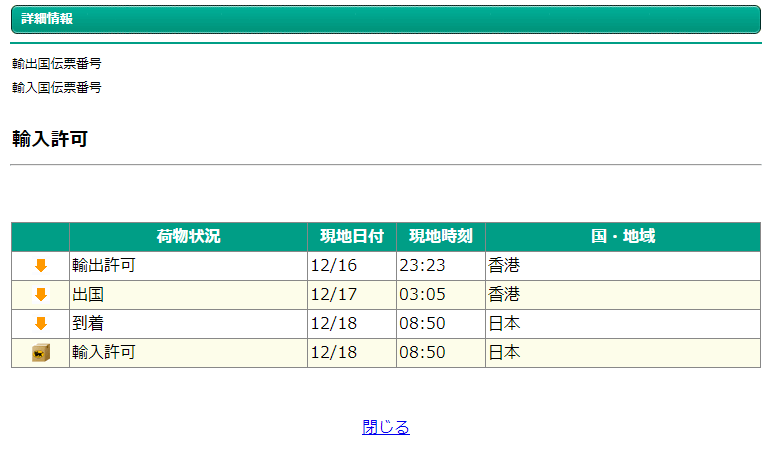 詳細情報
輸出国伝票番号
輸入国伝票番号
輸入許可
荷物状況 現地日付 現地時刻 国・地域
輸出許可 12/16 23:23 香港
出国 12/17 03:05 香港
到着 12/18 08:50 日本
輸入許可 12/18 08:50 日本
閉じる